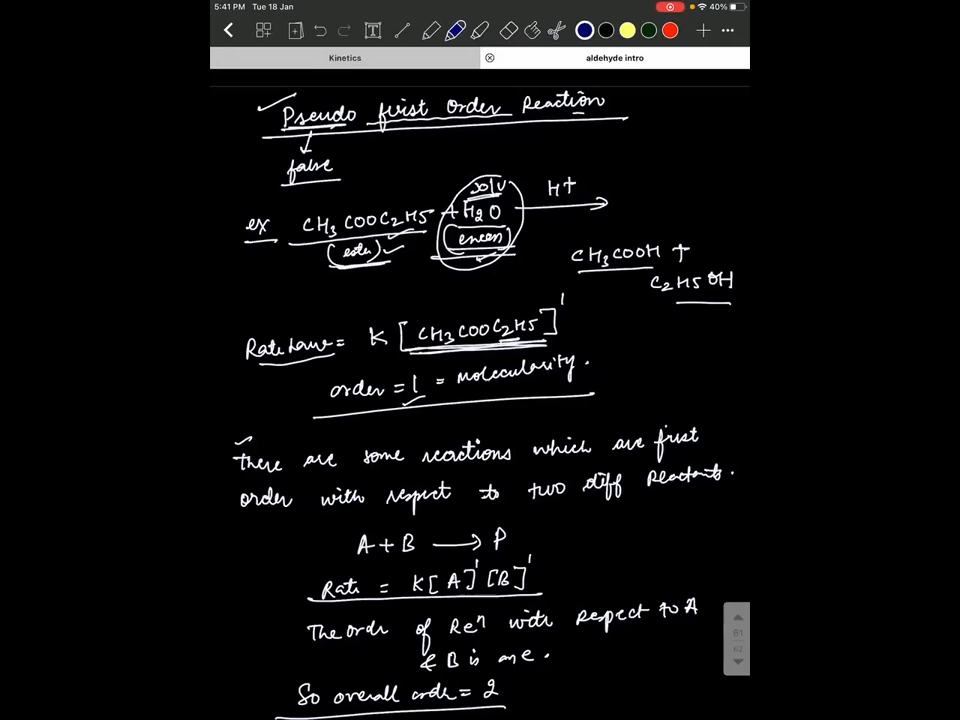 5:41 PM Tue 18 Jan 40%
Kinetics aldehyde intro
Pseudo first order Reaction
false
ex CH3COOC2H5 + H2O H+
solv
(ester) (excess)
CH3COOH +
C2H5OH
Rate Law = K [CH3COOC2H5]1
order = 1 = molecularity.
There are some reactions which are first
order with respect to two diff Reactants.
A + B → P
Rate = K[A]1 [B]1
The order of Ren with respect to A
& B is one.
So overall order = 2
61
62